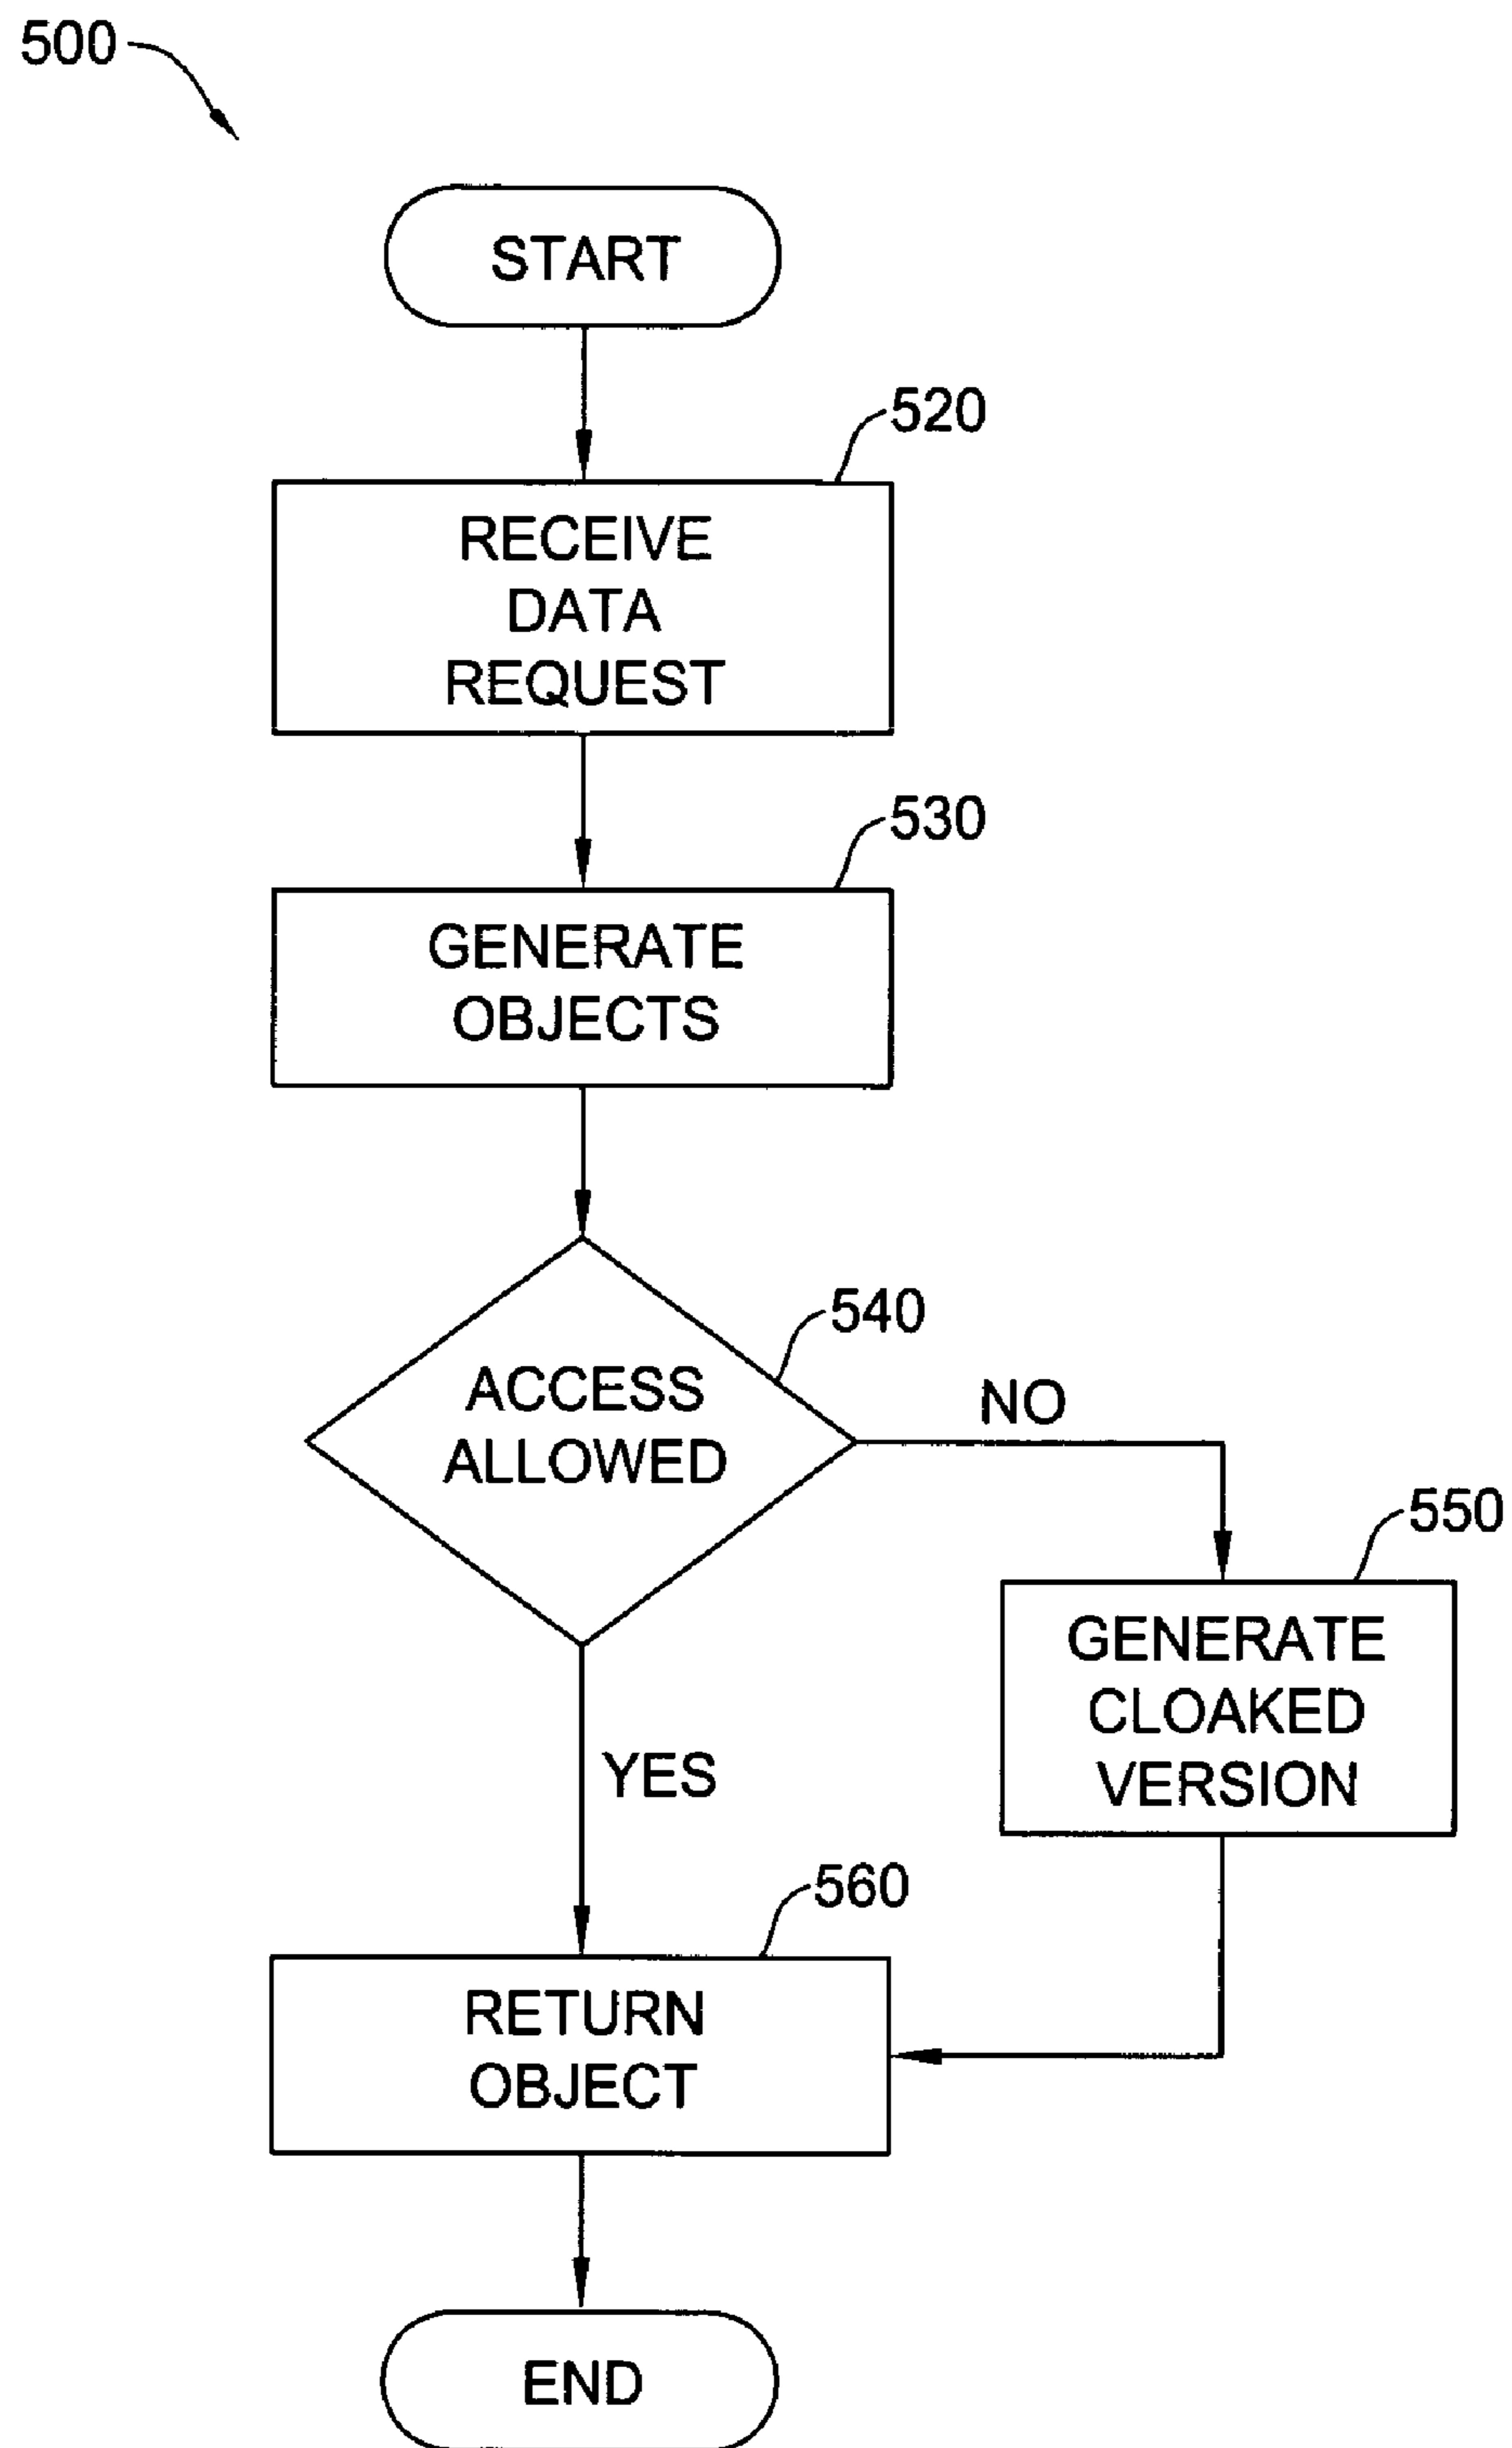 500
START
520
RECEIVE
DATA
REQUEST
530
GENERATE
OBJECTS
540
ACCESS
ALLOWED
NO
550
GENERATE
CLOAKED
VERSION
YES
560
RETURN
OBJECT
END